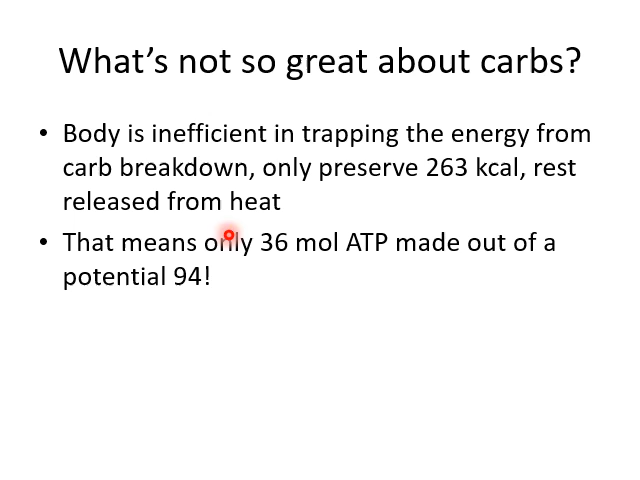 What's not so great about carbs?
• Body is inefficient in trapping the energy from
carb breakdown, only preserve 263 kcal, rest
released from heat
• That means only 36 mol ATP made out of a
potential 94!